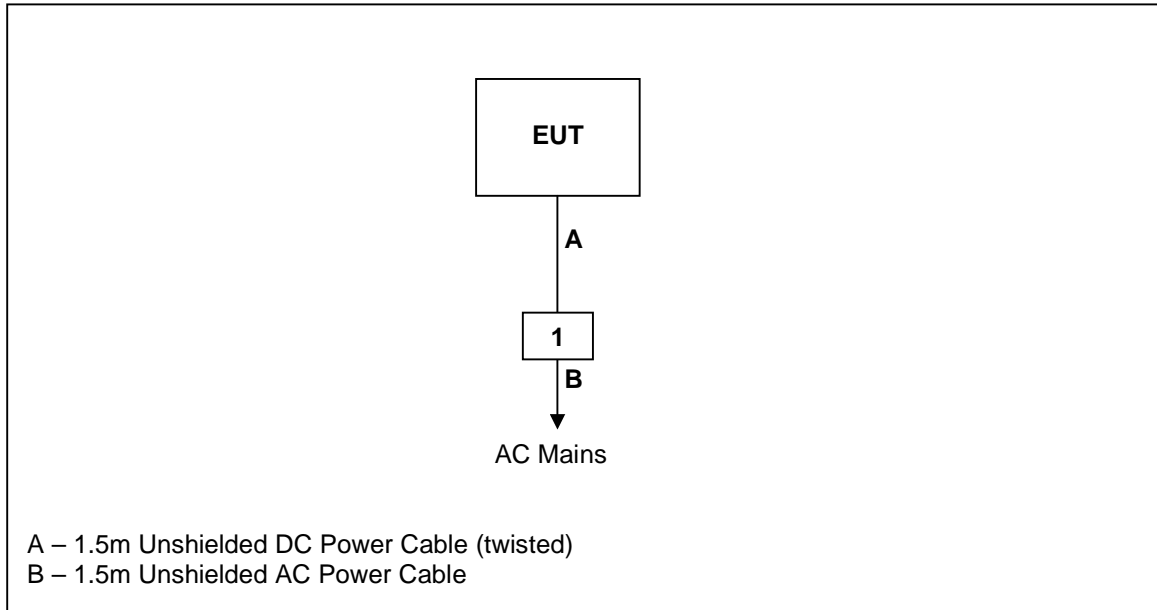 EUT
A
1
B
AC Mains
A – 1.5m Unshielded DC Power Cable (twisted)
B – 1.5m Unshielded AC Power Cable